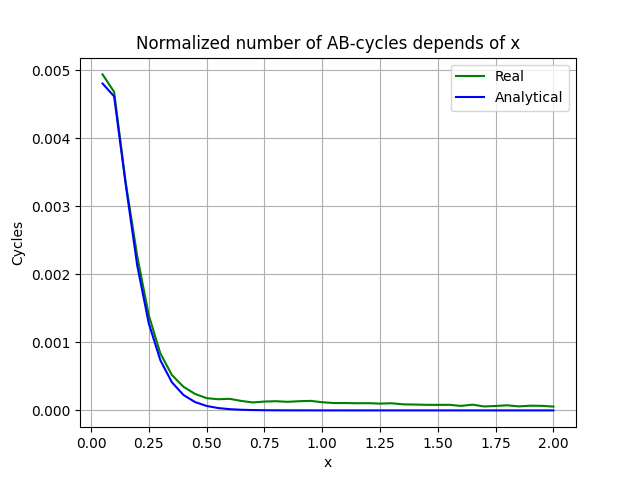 Normalized number of AB-cycles depends of x
Real
Analytical
Cycles
0.005
0.004
0.003
0.002
0.001
0.000
0.00 0.25 0.50 0.75 1.00 1.25 1.50 1.75 2.00
x